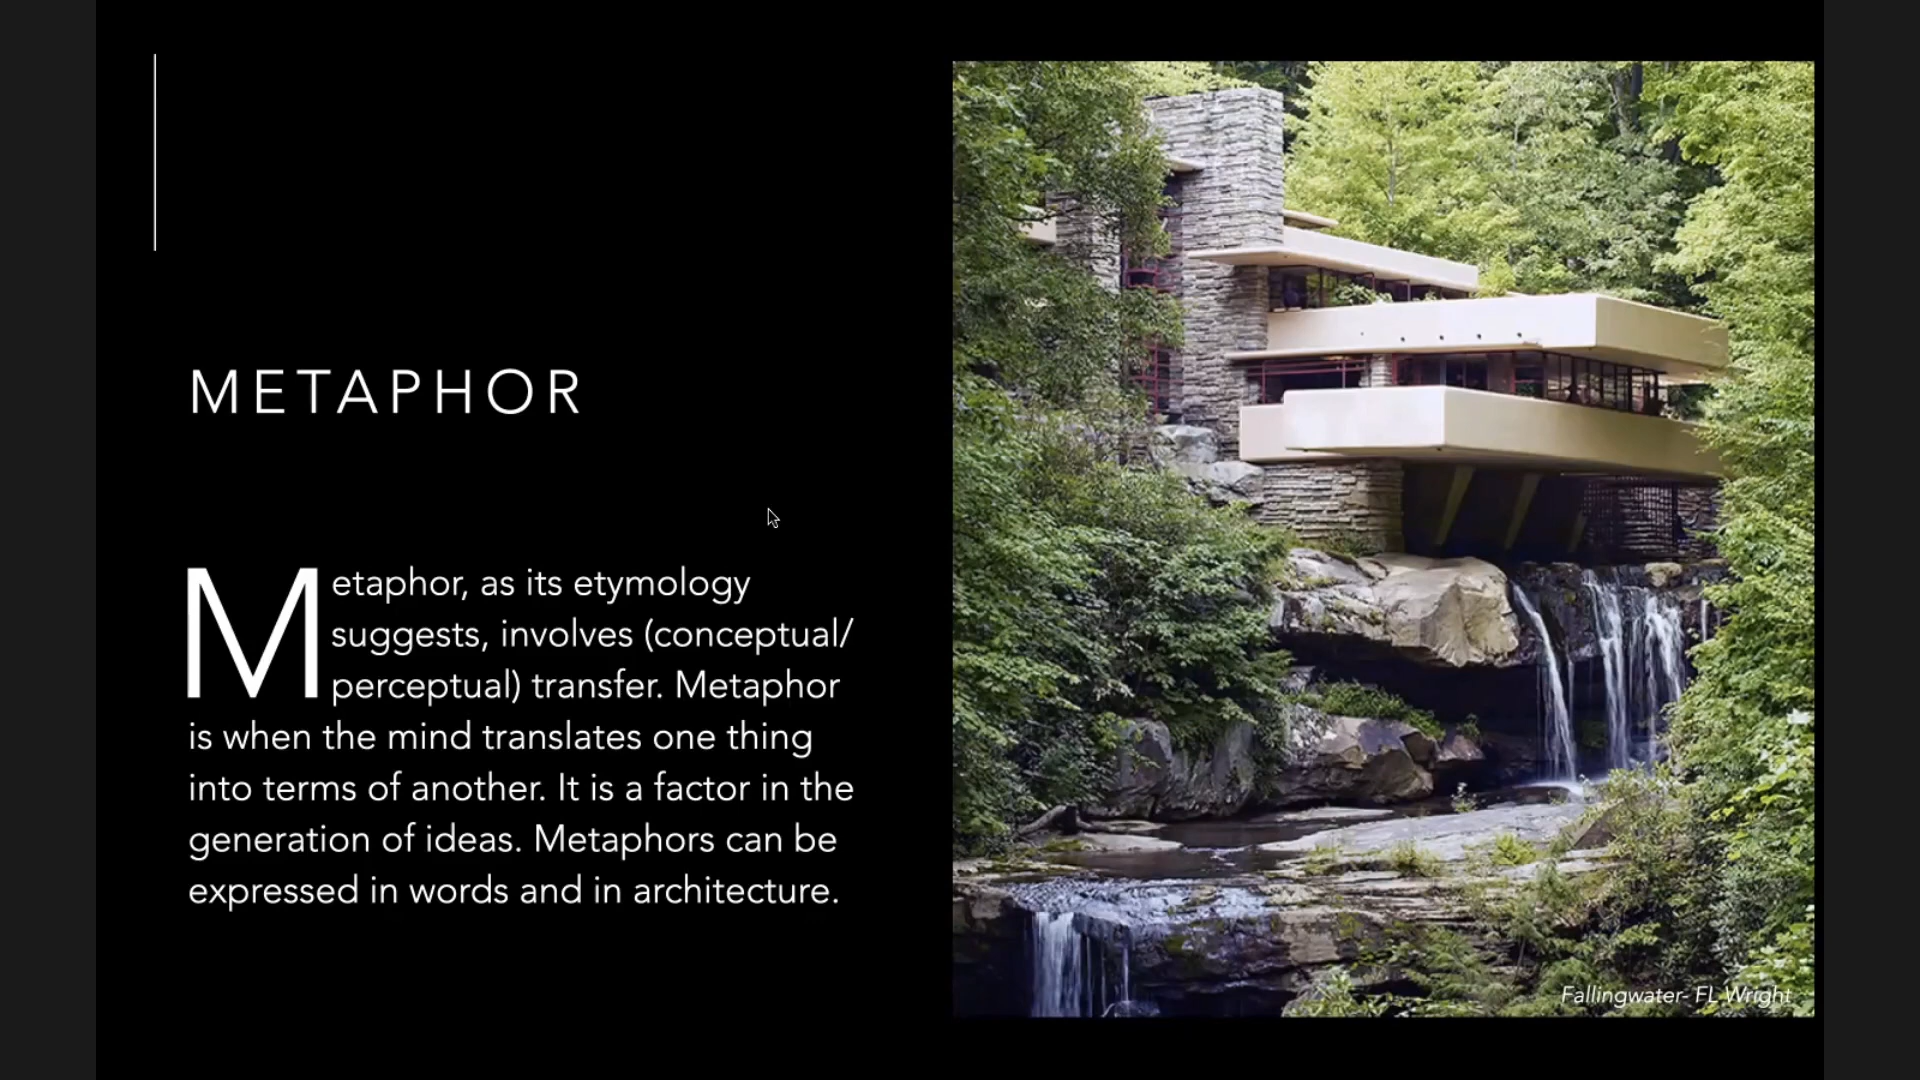 METAPHOR
Metaphor, as its etymology
suggests, involves (conceptual/
perceptual) transfer. Metaphor
is when the mind translates one thing
into terms of another. It is a factor in the
generation of ideas. Metaphors can be
expressed in words and in architecture.
Fallingwater- FL Wright